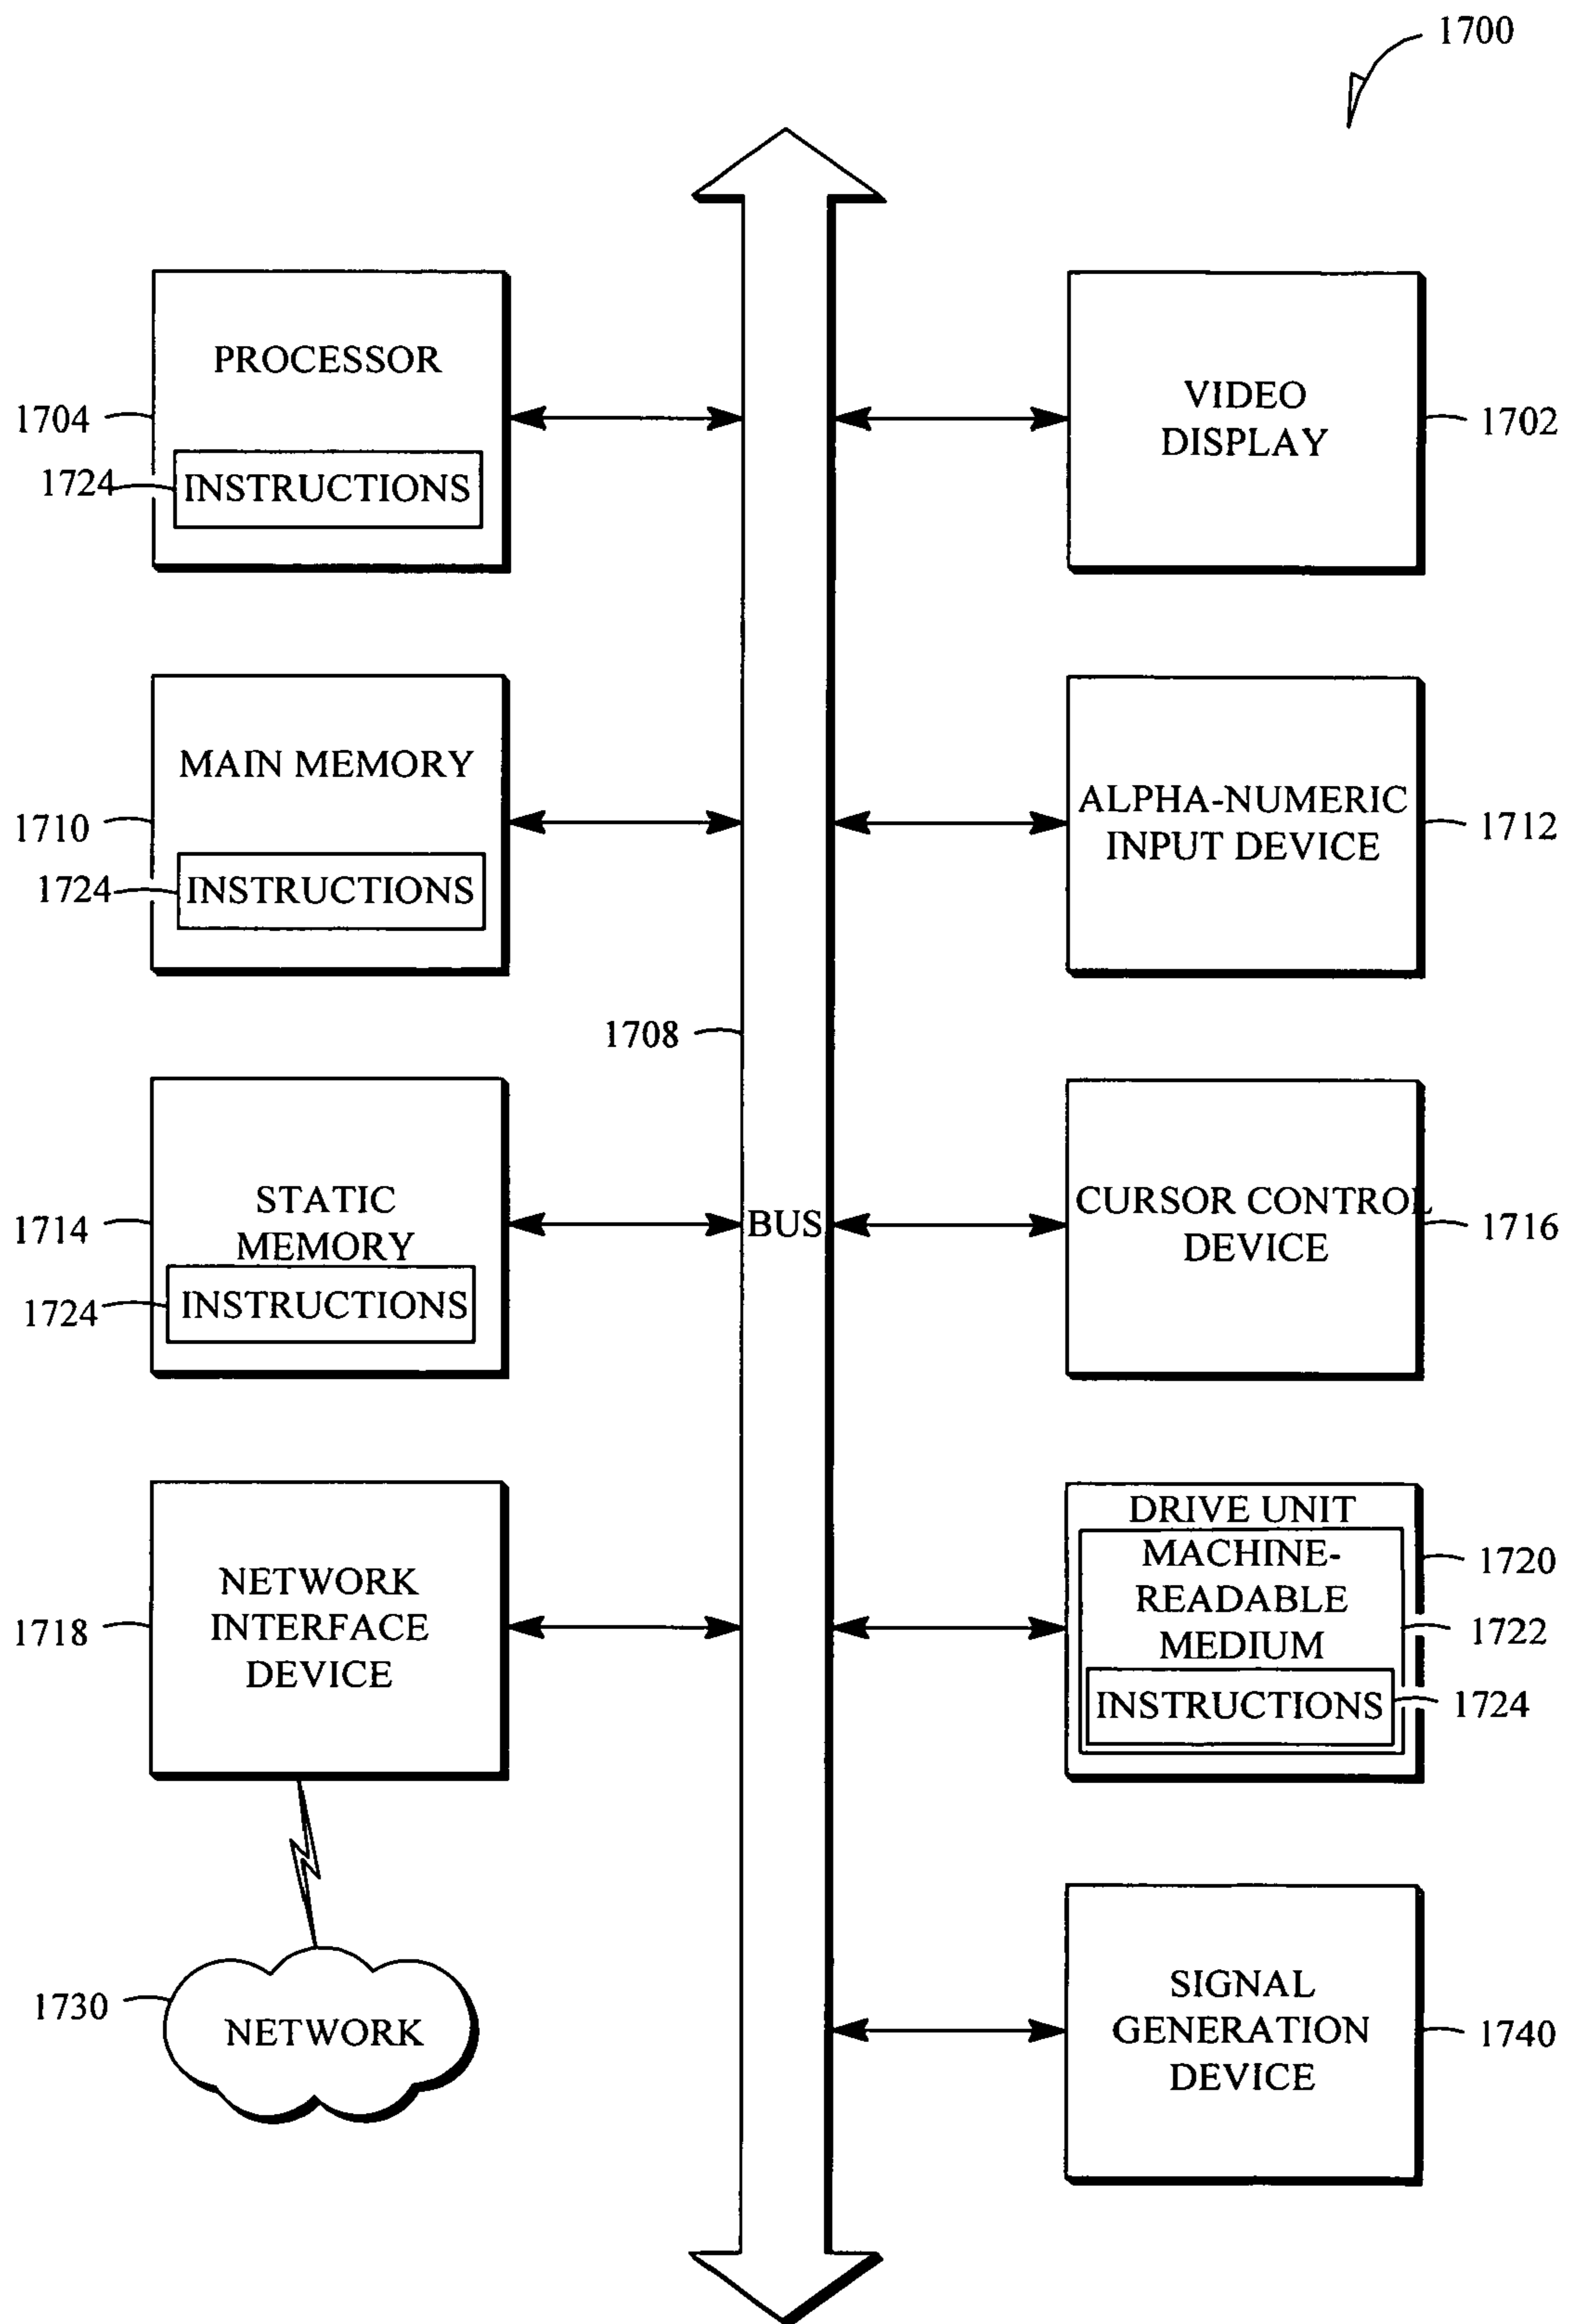 1700
PROCESSOR
1704
1724
INSTRUCTIONS
VIDEO
DISPLAY
1702
MAIN MEMORY
1710
1724
INSTRUCTIONS
ALPHA-NUMERIC
INPUT DEVICE
1712
1708
BUS
STATIC
MEMORY
1714
1724
INSTRUCTIONS
CURSOR CONTROL
DEVICE
1716
NETWORK
INTERFACE
DEVICE
1718
DRIVE UNIT
MACHINE-
READABLE
MEDIUM
INSTRUCTIONS
1720
1722
1724
1730
NETWORK
SIGNAL
GENERATION
DEVICE
1740